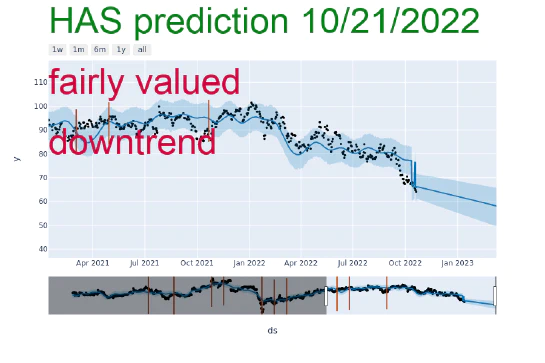 HAS prediction 10/21/2022
1w 1m 6m 1y all
110
fairly valued
100
90
downtrend
80
70
60
50
40
y
Apr 2021 Jul 2021 Oct 2021 Jan 2022 Apr 2022 Jul 2022 Oct 2022 Jan 2023
ds